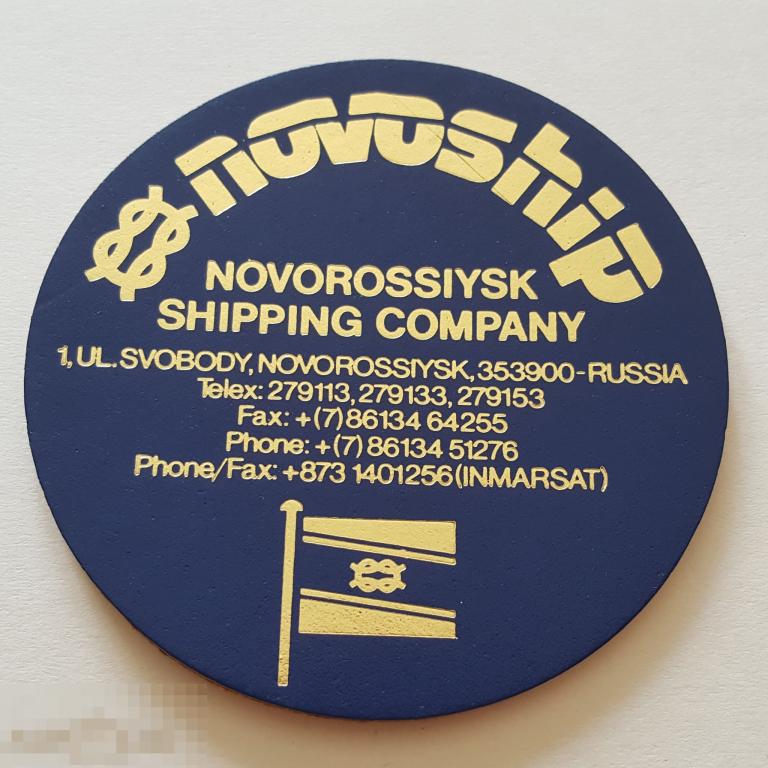 novoship
NOVOROSSIYSK
SHIPPING COMPANY
1, UL. SVOBODY, NOVOROSSIYSK, 353900-RUSSIA
Telex: 279113, 279133, 279153
Fax: +(7) 86134 64255
Phone: +(7) 86134 51276
Phone/Fax: +873 1401256 (INMARSAT)